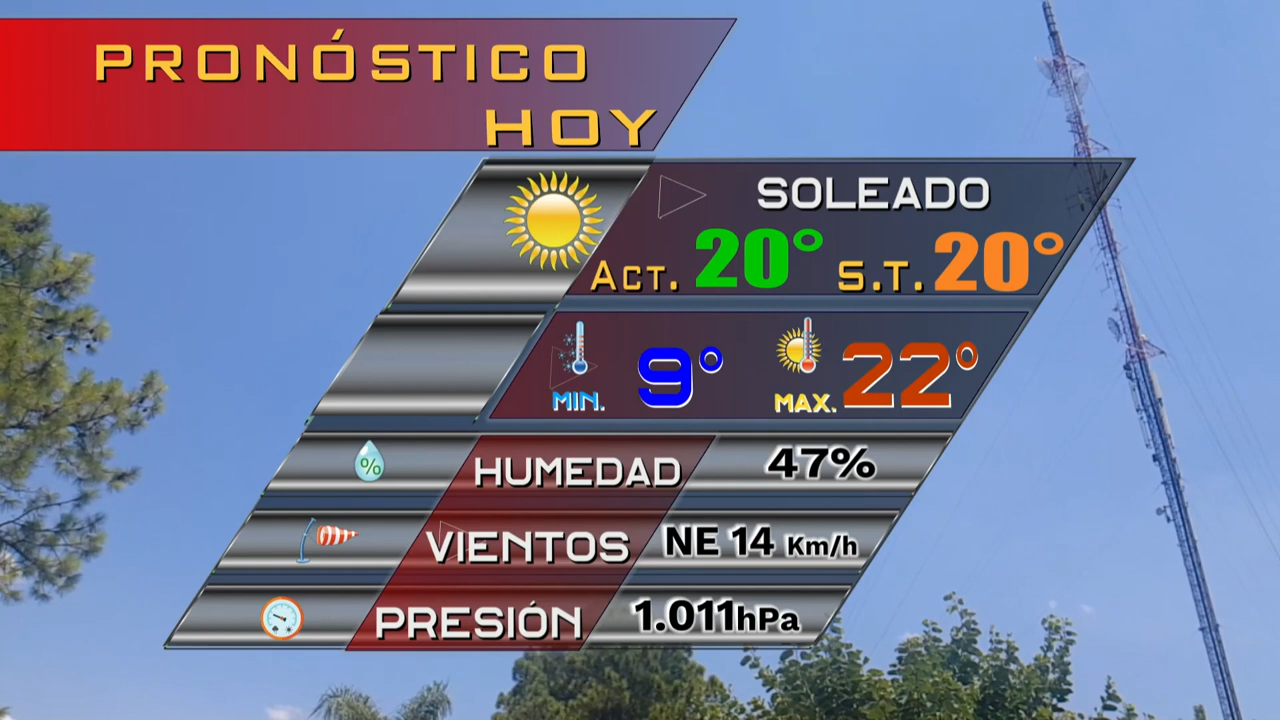 PRONÓSTICO
HOY
SOLEADO
ACT. 20° S.T. 20°
MIN. 9° MAX. 22°
% HUMEDAD 47%
VIENTOS NE 14 Km/h
PRESIÓN 1.011hPa